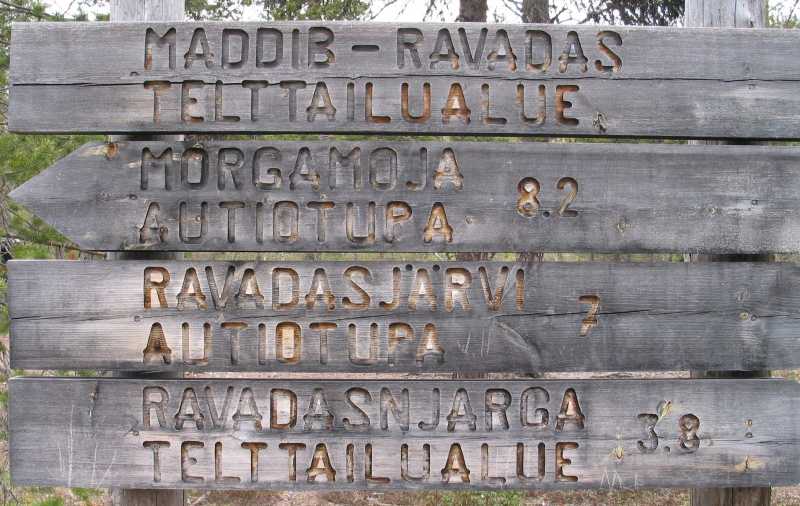 MADDIB-RAVADAS
TELTTAILUALUE
MORGAMOJA
AUTIOTUPA 8.2
RAVADASJÄRVI
AUTIOTUPA 7
RAVADASNJARGA
TELTTAILUALUE 3.8